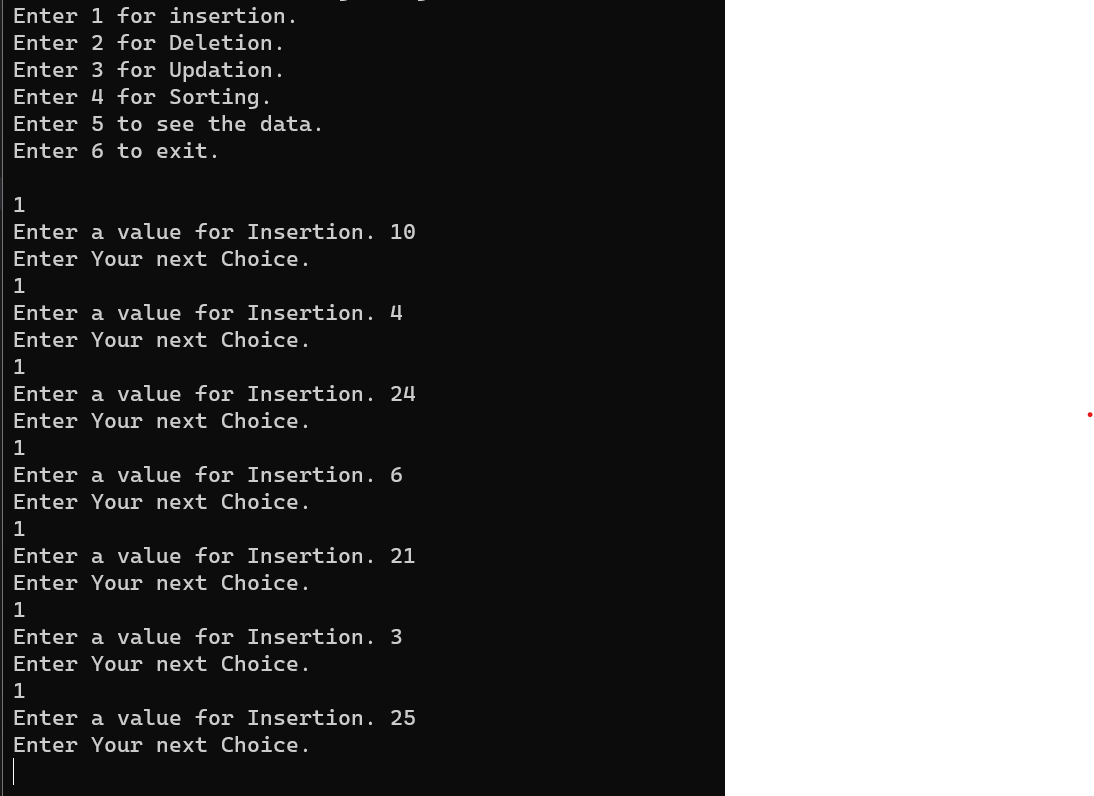 Enter 1 for insertion.
Enter 2 for Deletion.
Enter 3 for Updation.
Enter 4 for Sorting.
Enter 5 to see the data.
Enter 6 to exit.
1
Enter a value for Insertion. 10
Enter Your next Choice.
1
Enter a value for Insertion. 4
Enter Your next Choice.
1
Enter a value for Insertion. 24
Enter Your next Choice.
1
Enter a value for Insertion. 6
Enter Your next Choice.
1
Enter a value for Insertion. 21
Enter Your next Choice.
1
Enter a value for Insertion. 3
Enter Your next Choice.
1
Enter a value for Insertion. 25
Enter Your next Choice.